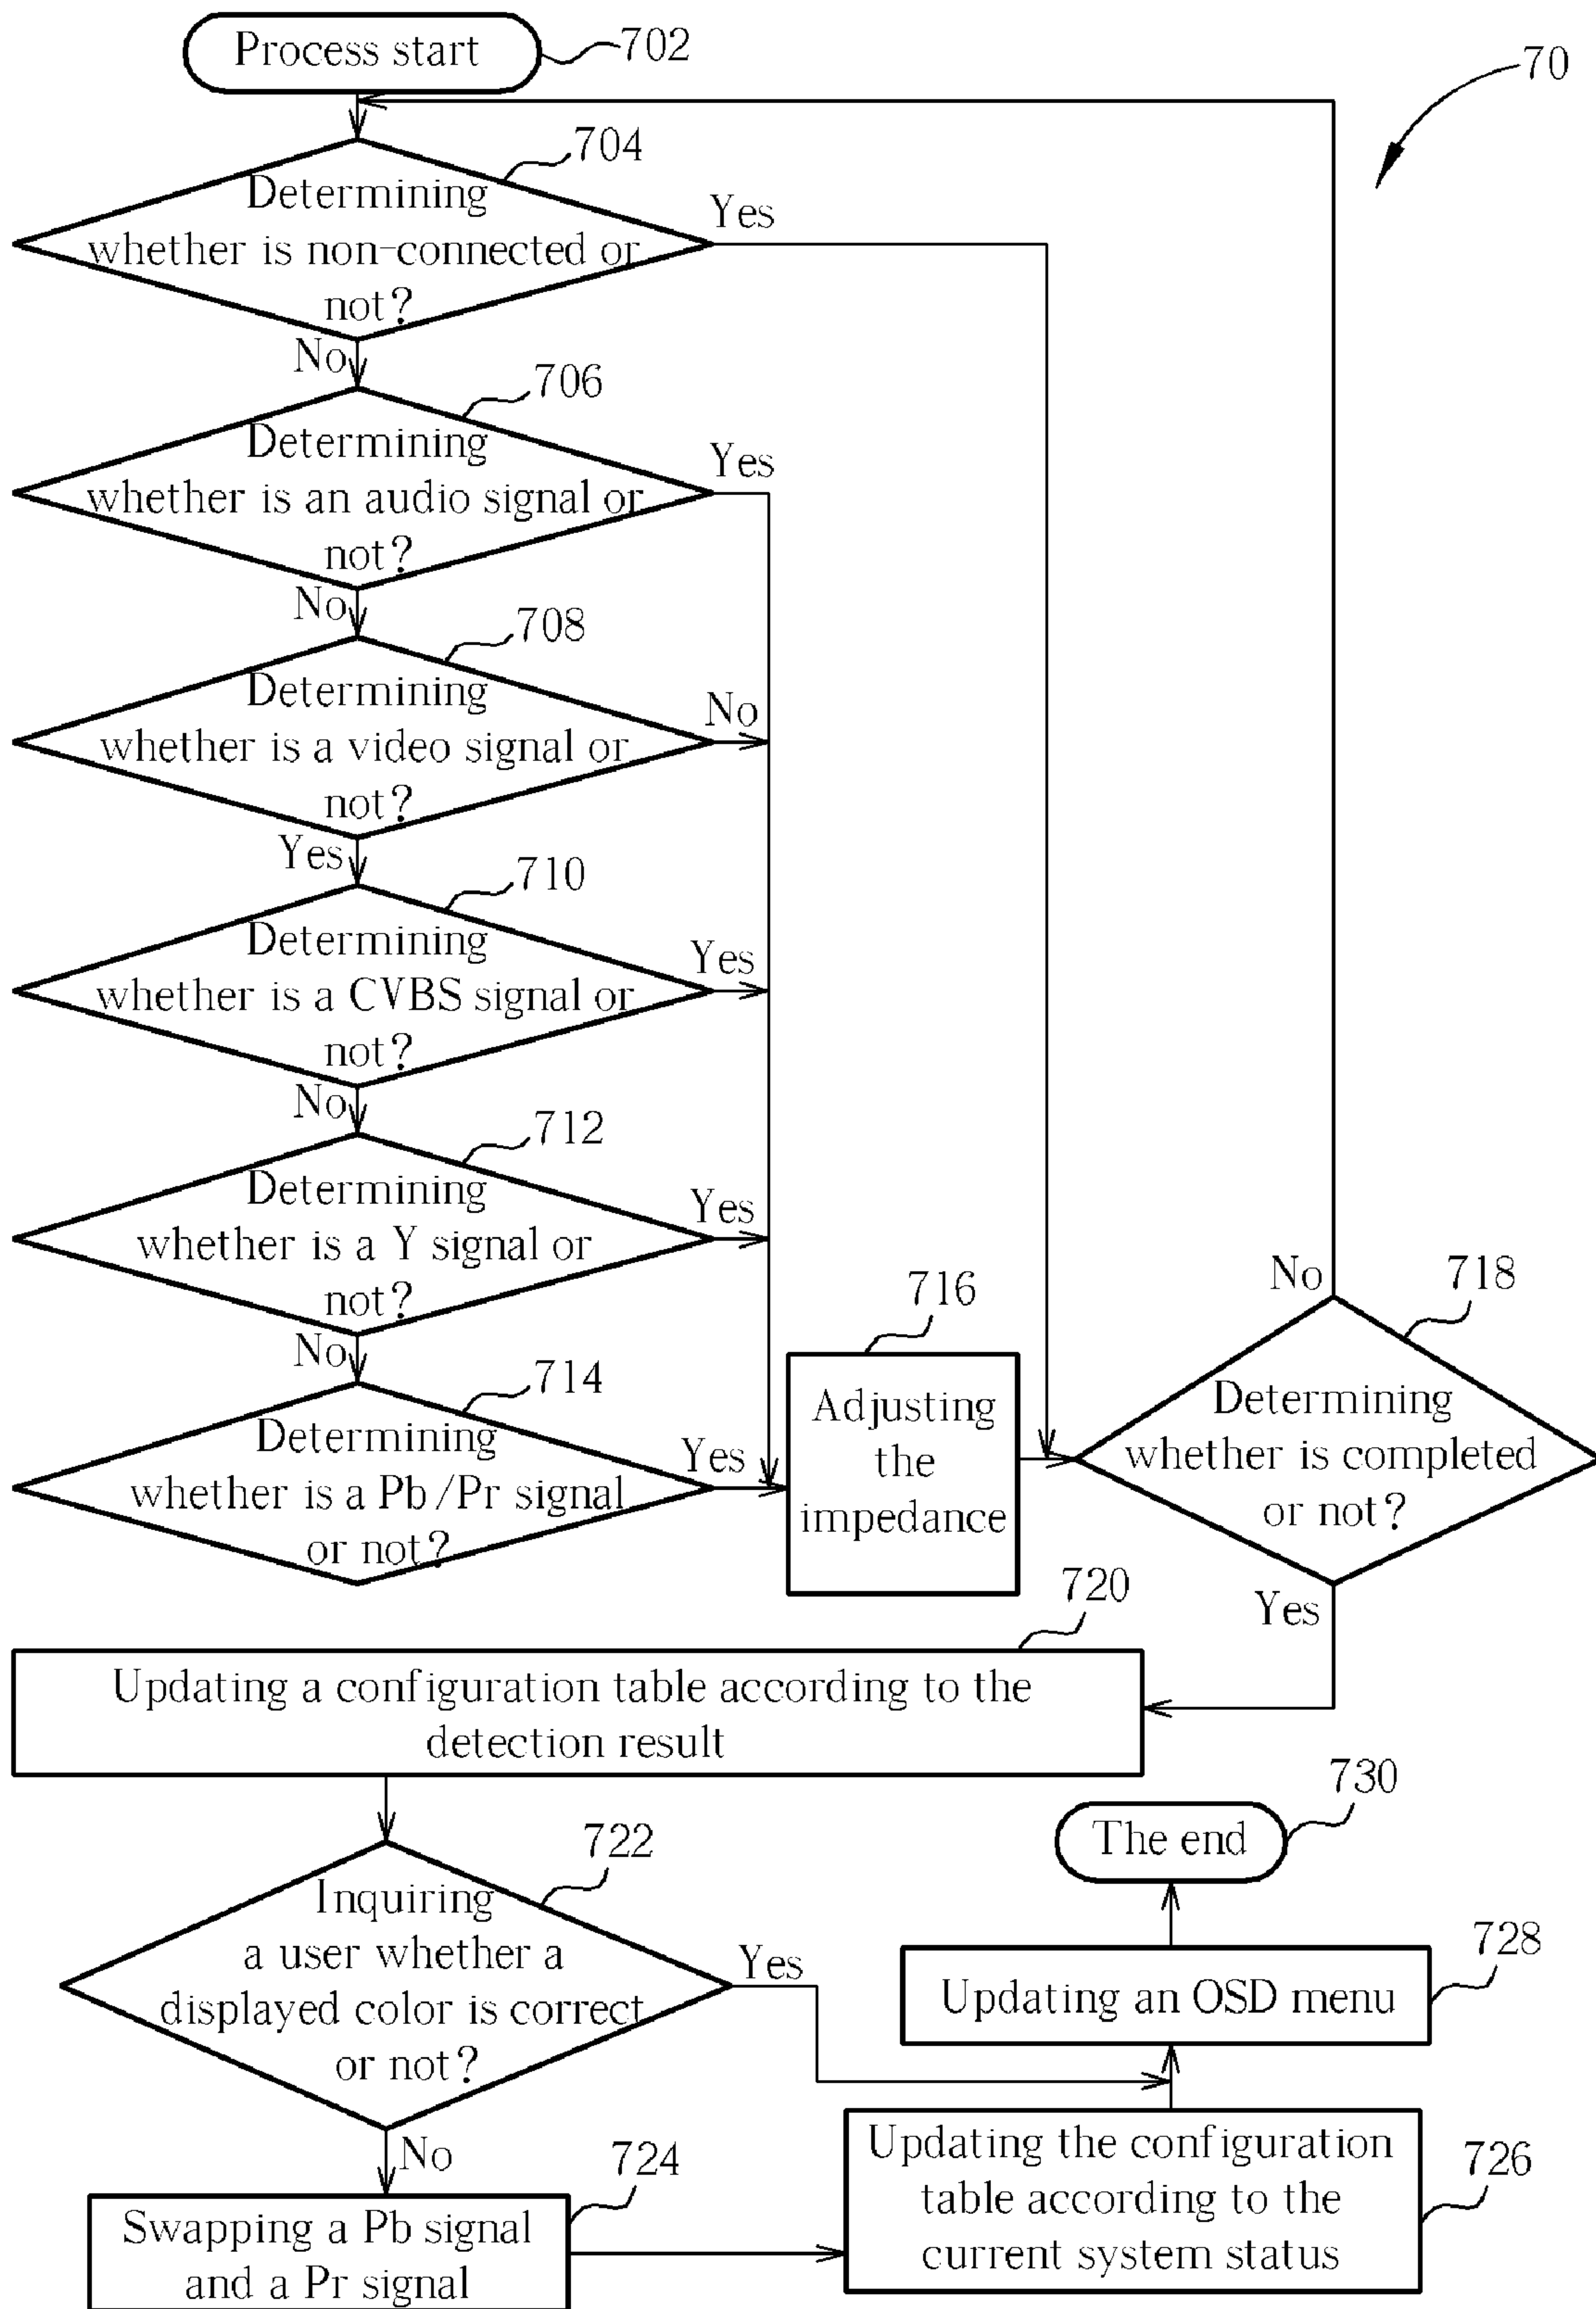 Process start
702
70
704
Determining
whether is non-connected or
not?
Yes
No
706
Determining
whether is an audio signal or
not?
Yes
No
708
Determining
whether is a video signal or
not?
No
Yes
710
Determining
whether is a CVBS signal or
not?
Yes
No
712
Determining
whether is a Y signal or
not?
Yes
No
714
Determining
whether is a Pb/Pr signal
or not?
Yes
716
Adjusting
the
impedance
No
718
Determining
whether is completed
or not?
Yes
720
Updating a configuration table according to the
detection result
722
Inquiring
a user whether a
displayed color is correct
or not?
Yes
No
724
Swapping a Pb signal
and a Pr signal
726
Updating the configuration
table according to the
current system status
728
Updating an OSD menu
730
The end